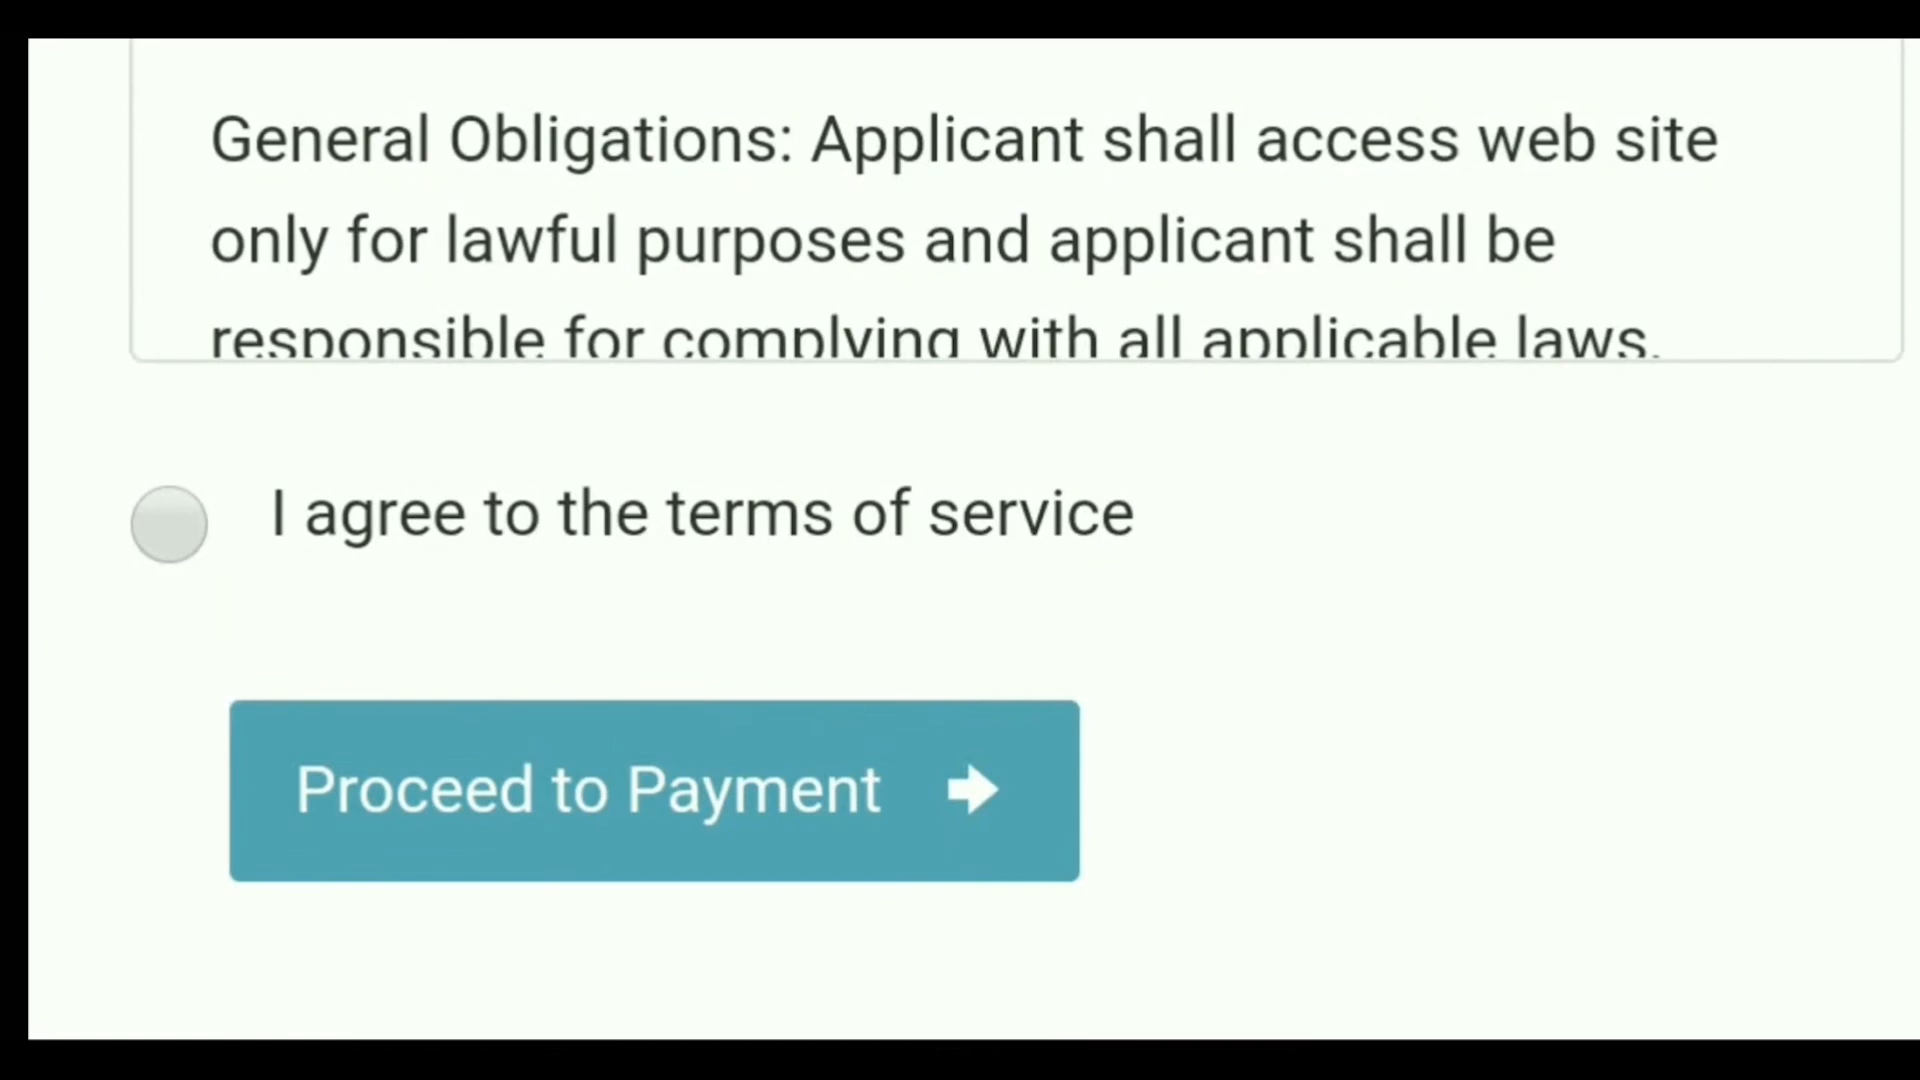 General Obligations: Applicant shall access web site
only for lawful purposes and applicant shall be
responsible for complying with all applicable laws,
I agree to the terms of service
Proceed to Payment